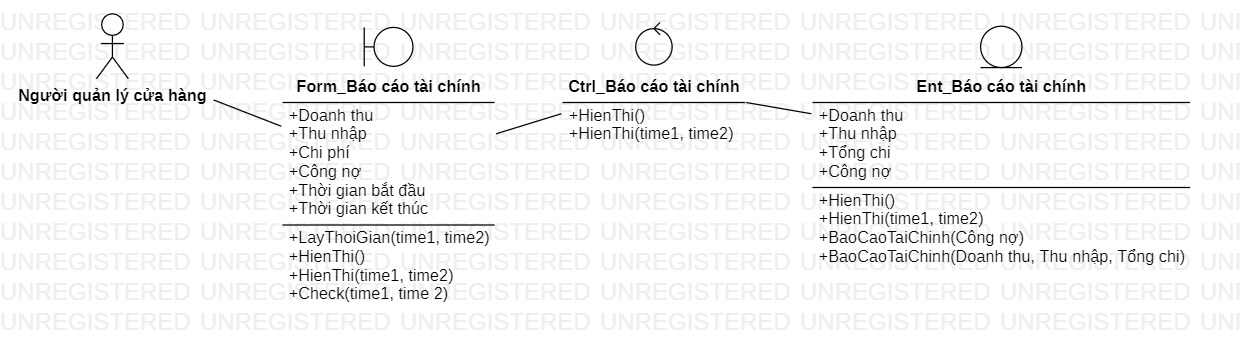 Người quản lý cửa hàng
Form_Báo cáo tài chính
+Doanh thu
+Thu nhập
+Chi phí
+Công nợ
+Thời gian bắt đầu
+Thời gian kết thúc
+LayThoiGian(time1, time2)
+HienThi()
+HienThi(time1, time2)
+Check(time1, time 2)
Ctrl_Báo cáo tài chính
+HienThi()
+HienThi(time1, time2)
Ent_Báo cáo tài chính
+Doanh thu
+Thu nhập
+Tổng chi
+Công nợ
+HienThi()
+HienThi(time1, time2)
+BaoCaoTaiChinh(Công nợ)
+BaoCaoTaiChinh(Doanh thu, Thu nhập, Tổng chi)
UNREGISTERED UNREGISTERED UNREGISTERED UNREGISTERED UNREGISTERED UNREGISTERED UNR